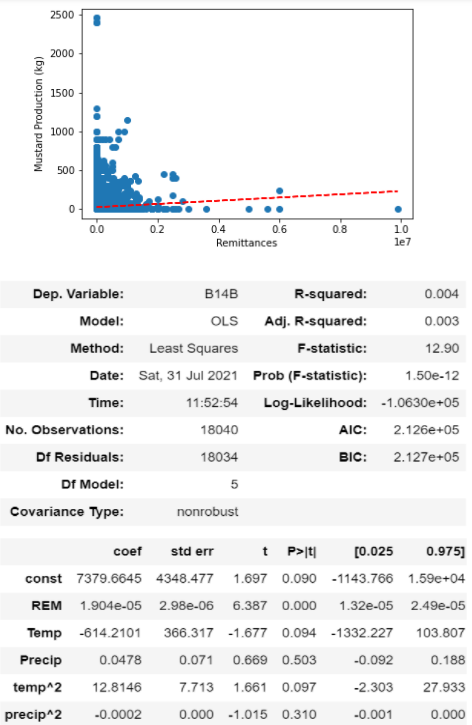 2500
2000
1500
1000
500
0
Mustard Production (kg)
0.0 0.2 0.4 0.6 0.8 1.0
1e7
Remittances
Dep. Variable: B14B R-squared: 0.004
Model: OLS Adj. R-squared: 0.003
Method: Least Squares F-statistic: 12.90
Date: Sat, 31 Jul 2021 Prob (F-statistic): 1.50e-12
Time: 11:52:54 Log-Likelihood: -1.0630e+05
No. Observations: 18040 AIC: 2.126e+05
Df Residuals: 18034 BIC: 2.127e+05
Df Model: 5
Covariance Type: nonrobust
coef std err t P>|t| [0.025 0.975]
const 7379.6645 4348.477 1.697 0.090 -1143.766 1.59e+04
REM 1.904e-05 2.98e-06 6.387 0.000 1.32e-05 2.49e-05
Temp -614.2101 366.317 -1.677 0.094 -1332.227 103.807
Precip 0.0478 0.071 0.669 0.503 -0.092 0.188
temp^2 12.8146 7.713 1.661 0.097 -2.303 27.933
precip^2 -0.0002 0.000 -1.015 0.310 -0.001 0.000